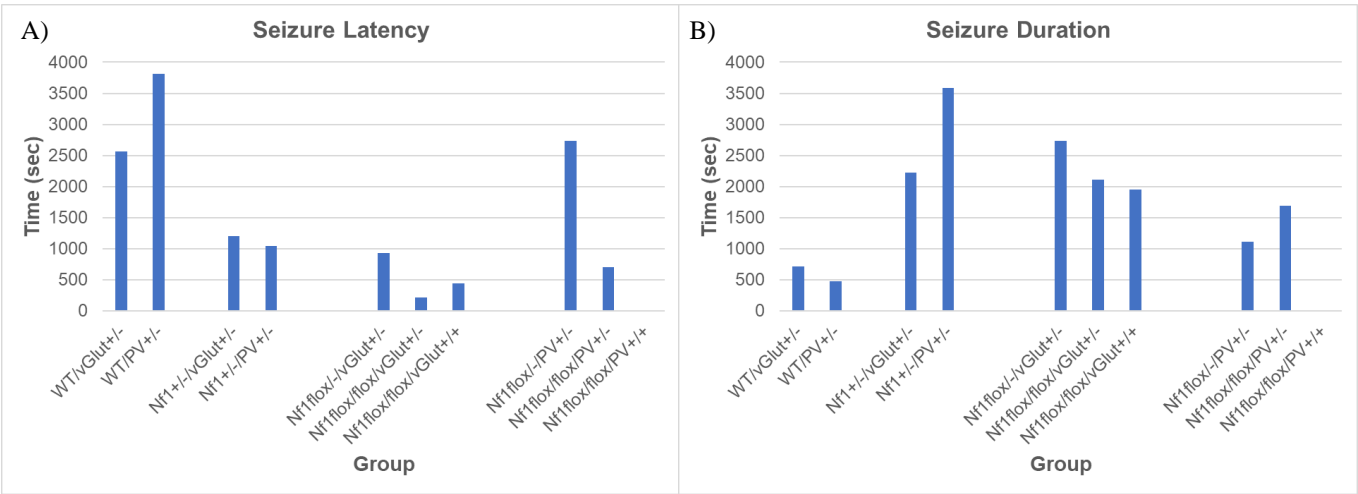 A)
Seizure Latency
4000
3500
3000
2500
2000
1500
1000
500
0
Time (sec)
WT/vGlut+/-
WT/PV+/-
Nf1+/-/vGlut+/-
Nf1+/-/PV+/-
Nf1flox/-/vGlut+/-
Nf1flox/flox/vGlut+/-
Nf1flox/flox/vGlut+/+
Nf1flox/-/PV+/-
Nf1flox/flox/PV+/-
Nf1flox/flox/PV+/+
Group
B)
Seizure Duration
4000
3500
3000
2500
2000
1500
1000
500
0
Time (sec)
WT/vGlut+/-
WT/PV+/-
Nf1+/-/vGlut+/-
Nf1+/-/PV+/-
Nf1flox/-/vGlut+/-
Nf1flox/flox/vGlut+/-
Nf1flox/flox/vGlut+/+
Nf1flox/-/PV+/-
Nf1flox/flox/PV+/-
Nf1flox/flox/PV+/+
Group